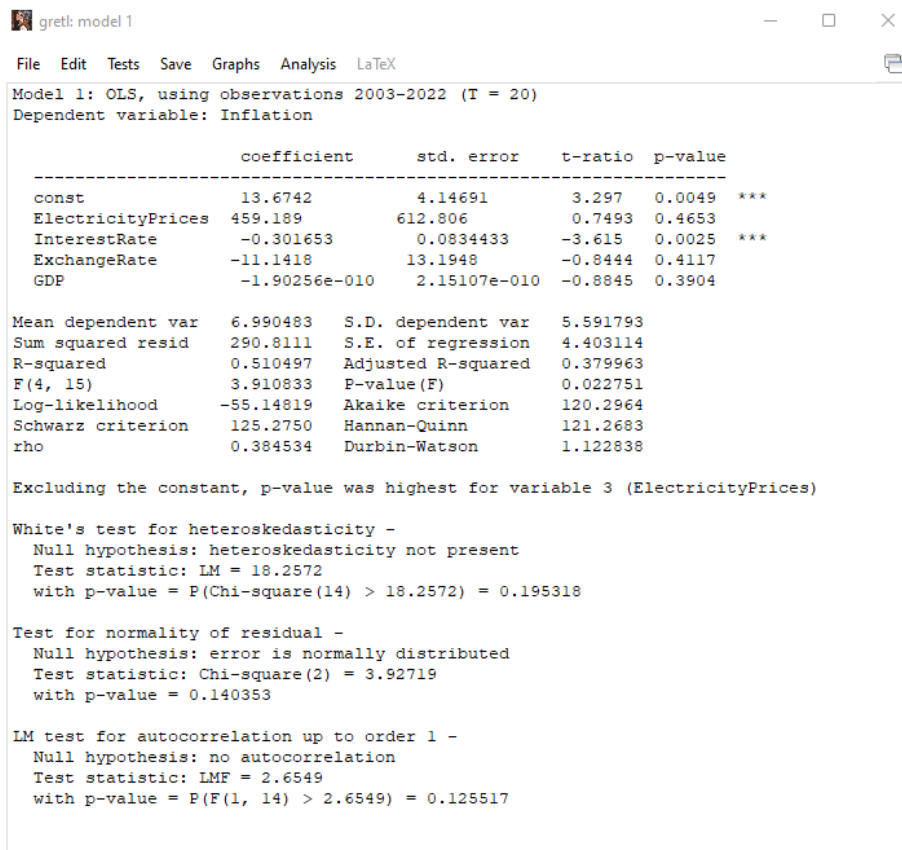 gretl: model 1
File Edit Tests Save Graphs Analysis LaTeX
Model 1: OLS, using observations 2003-2022 (T = 20)
Dependent variable: Inflation
coefficient std. error t-ratio p-value
-------------------------------------------------------------------
const 13.6742 4.14691 3.297 0.0049 ***
ElectricityPrices 459.189 612.806 0.7493 0.4653
InterestRate -0.301653 0.0834433 -3.615 0.0025 ***
ExchangeRate -11.1418 13.1948 -0.8444 0.4117
GDP -1.90256e-010 2.15107e-010 -0.8845 0.3904
Mean dependent var 6.990483 S.D. dependent var 5.591793
Sum squared resid 290.8111 S.E. of regression 4.403114
R-squared 0.510497 Adjusted R-squared 0.379963
F(4, 15) 3.910833 P-value(F) 0.022751
Log-likelihood -55.14819 Akaike criterion 120.2964
Schwarz criterion 125.2750 Hannan-Quinn 121.2683
rho 0.384534 Durbin-Watson 1.122838
Excluding the constant, p-value was highest for variable 3 (ElectricityPrices)
White's test for heteroskedasticity -
Null hypothesis: heteroskedasticity not present
Test statistic: LM = 18.2572
with p-value = P(Chi-square(14) > 18.2572) = 0.195318
Test for normality of residual -
Null hypothesis: error is normally distributed
Test statistic: Chi-square(2) = 3.92719
with p-value = 0.140353
LM test for autocorrelation up to order 1 -
Null hypothesis: no autocorrelation
Test statistic: LMF = 2.6549
with p-value = P(F(1, 14) > 2.6549) = 0.125517